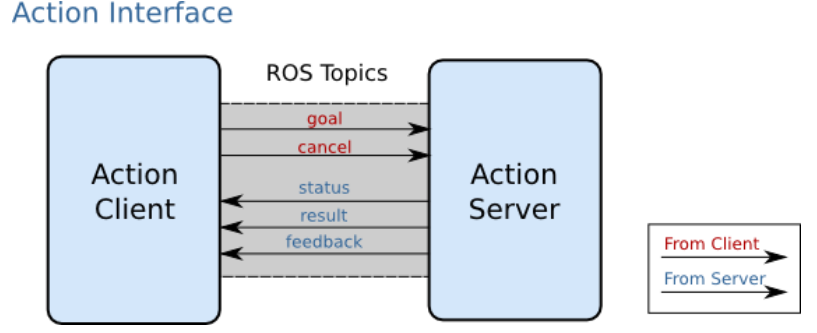 Action Interface
ROS Topics
goal
cancel
status
result
feedback
Action
Client
Action
Server
From Client
From Server